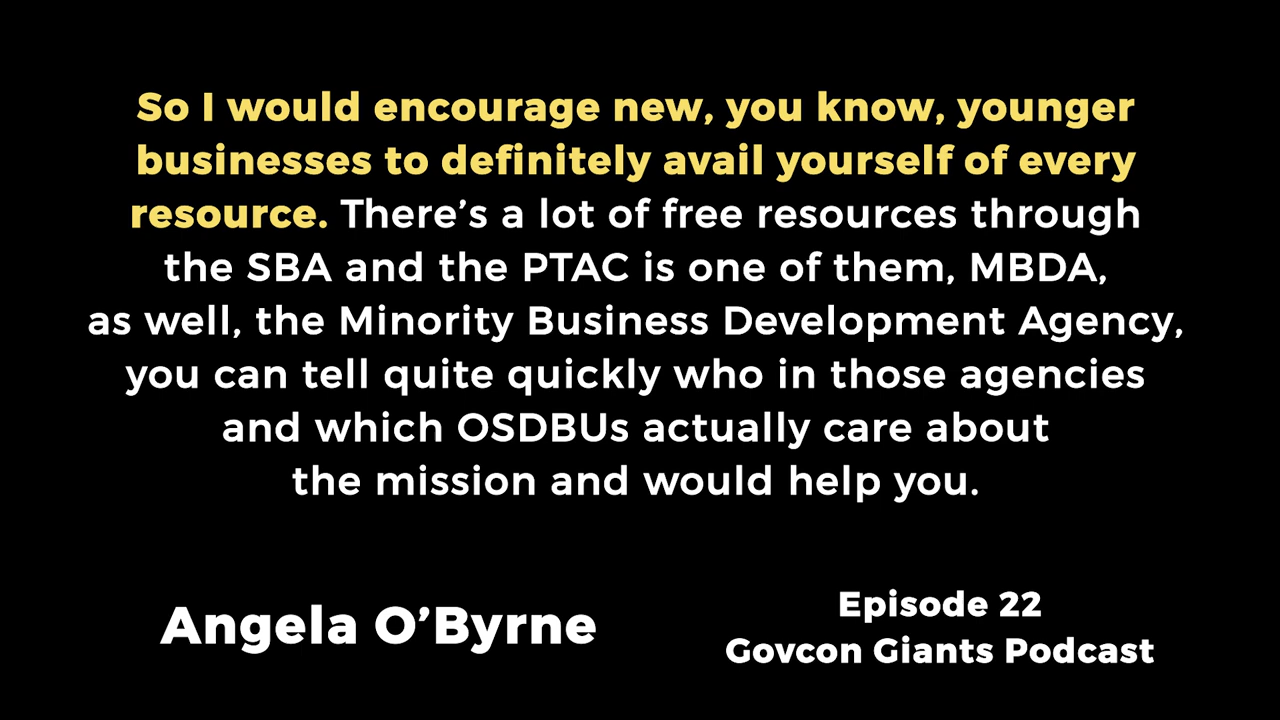 So I would encourage new, you know, younger
businesses to definitely avail yourself of every
resource. There’s a lot of free resources through
the SBA and the PTAC is one of them, MBDA,
as well, the Minority Business Development Agency,
you can tell quite quickly who in those agencies
and which OSDBUs actually care about
the mission and would help you.
Angela O’Byrne
Episode 22
Govcon Giants Podcast